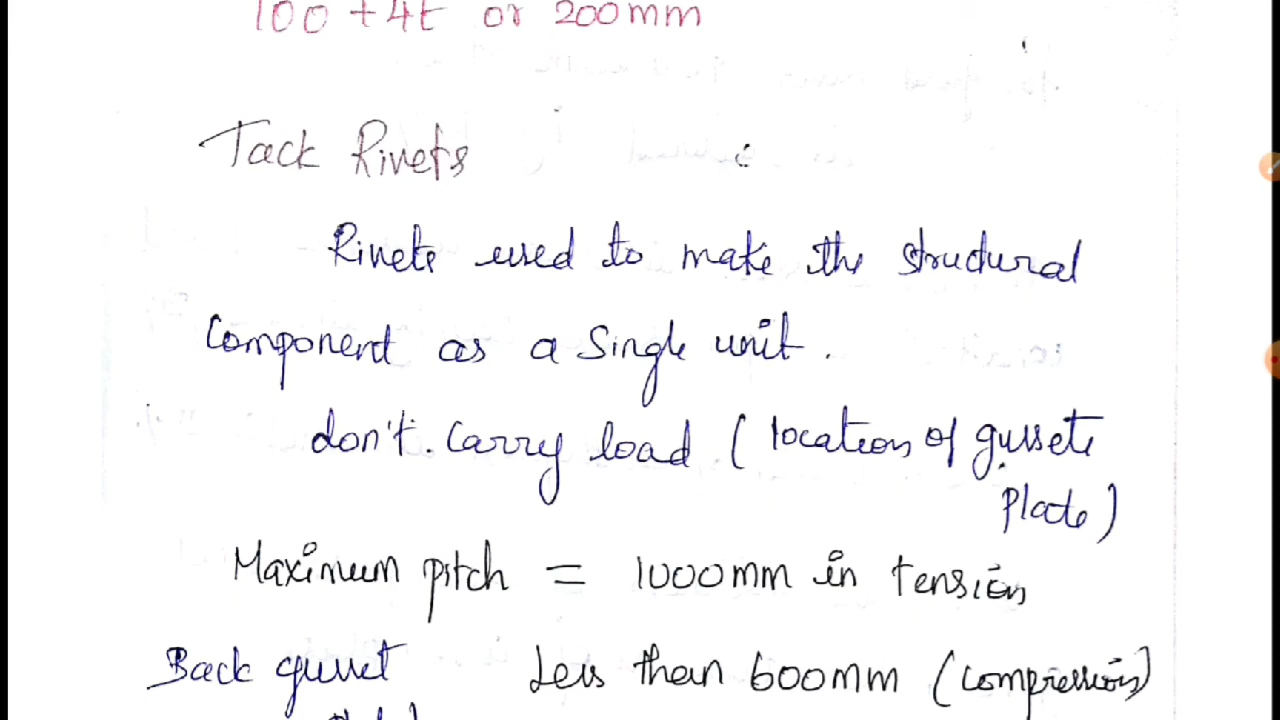 100 + 4t or 200mm
Tack Rivets
Rivets used to make the structural
Component as a Single unit.
don't. Carry load (location of gusset
plate)
Maximum pitch = 1000mm in tension
Back gusset Less than 600mm (compression)